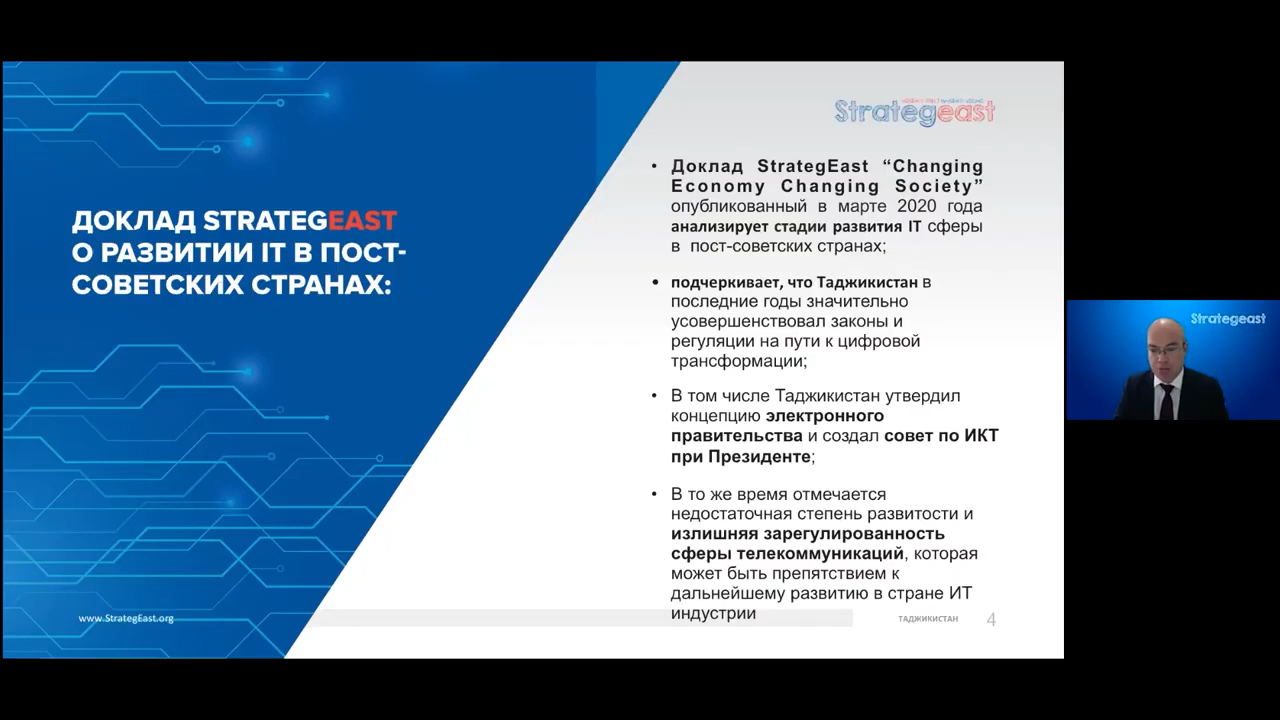 Strategeast
ДОКЛАД STRATEGEAST
О РАЗВИТИИ IT В ПОСТ-
СОВЕТСКИХ СТРАНАХ:
• Доклад StrategEast “Changing
Economy Changing Society”
опубликованный в марте 2020 года
анализирует стадии развития IT сферы
в пост-советских странах;
• подчеркивает, что Таджикистан в
последние годы значительно
усовершенствовал законы и
регуляции на пути к цифровой
трансформации;
• В том числе Таджикистан утвердил
концепцию электронного
правительства и создал совет по ИКТ
при Президенте;
• В то же время отмечается
недостаточная степень развитости и
излишняя зарегулированность
сферы телекоммуникаций, которая
может быть препятствием к
дальнейшему развитию в стране ИТ
индустрии
www.StrategEast.org
ТАДЖИКИСТАН 4
Strategeast